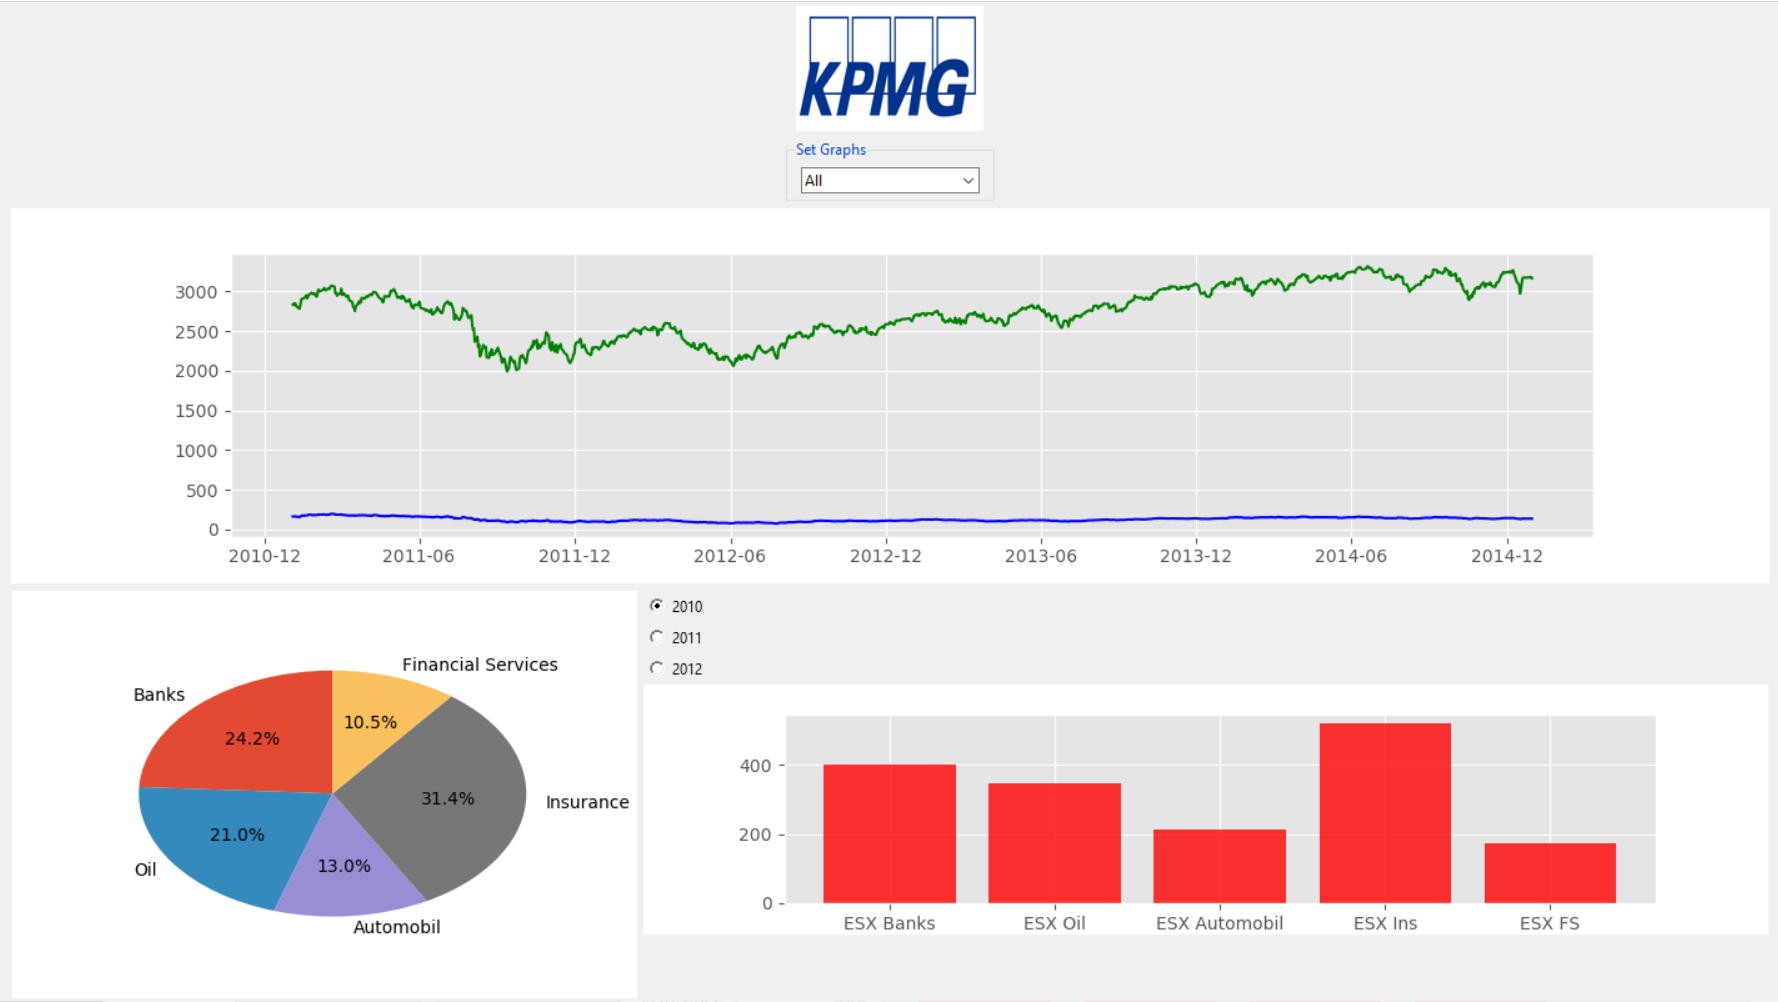 KPMG
Set Graphs
All
3000
2500
2000
1500
1000
500
0
2010-12 2011-06 2011-12 2012-06 2012-12 2013-06 2013-12 2014-06 2014-12
Financial Services
Banks
10.5%
24.2%
31.4%
Insurance
21.0%
13.0%
Oil
Automobil
2010
2011
2012
400
200
0
ESX Banks ESX Oil ESX Automobil ESX Ins ESX FS